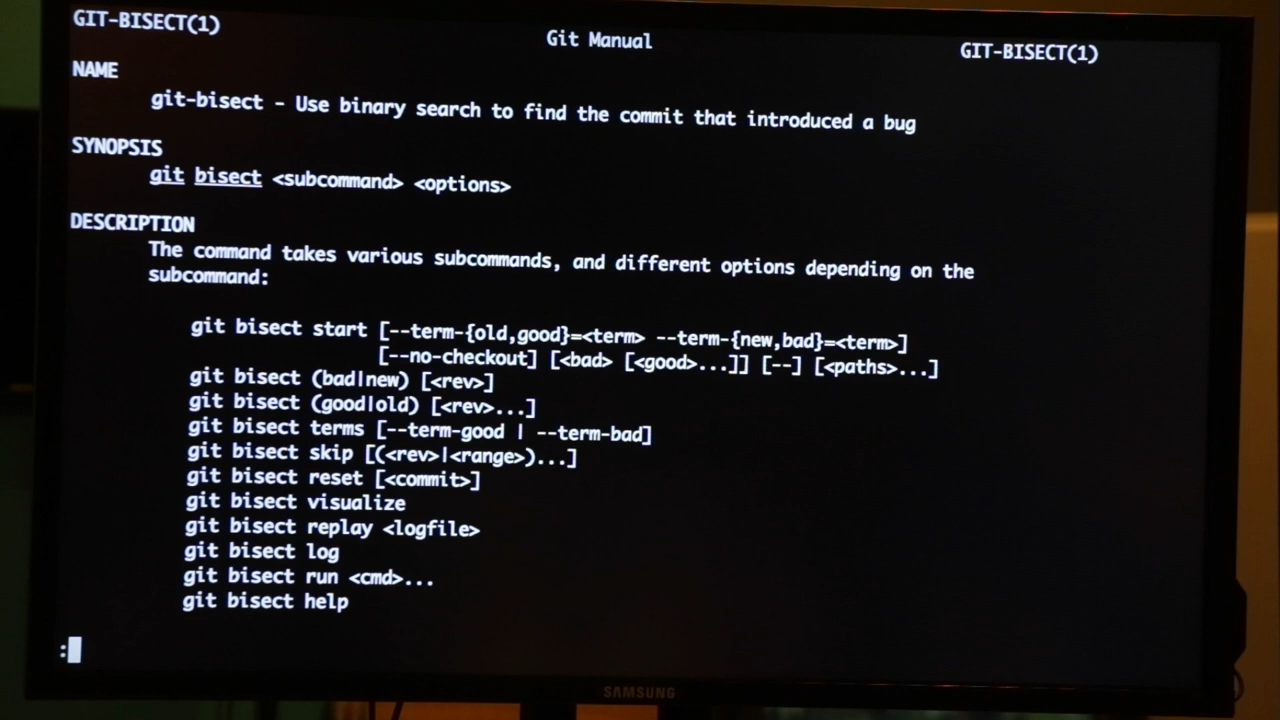 GIT-BISECT(1) Git Manual GIT-BISECT(1)
NAME
git-bisect - Use binary search to find the commit that introduced a bug
SYNOPSIS
git bisect <subcommand> <options>
DESCRIPTION
The command takes various subcommands, and different options depending on the
subcommand:
git bisect start [--term-{old,good}=<term> --term-{new,bad}=<term>]
[--no-checkout] [<bad> [<good>...]] [--] [<paths>...]
git bisect (bad|new) [<rev>]
git bisect (good|old) [<rev>...]
git bisect terms [--term-good | --term-bad]
git bisect skip [(<rev>|<range>)...]
git bisect reset [<commit>]
git bisect visualize
git bisect replay <logfile>
git bisect log
git bisect run <cmd>...
git bisect help
:
SAMSUNG